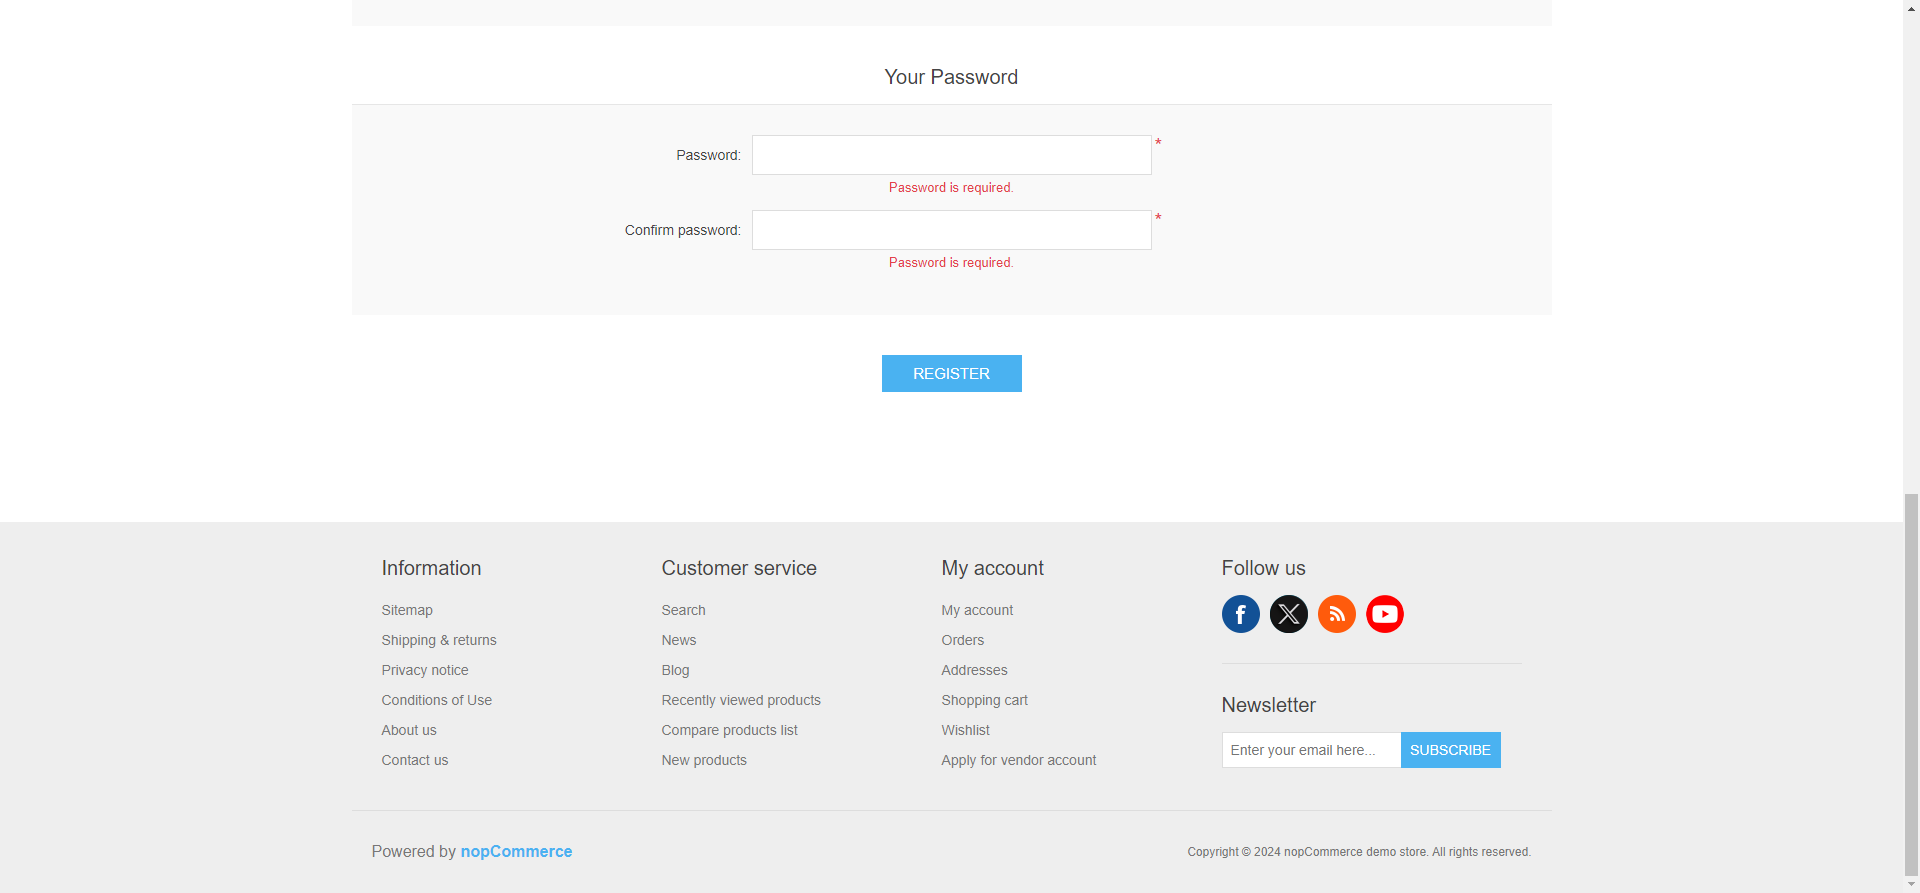 Your Password
Password:
*
Password is required.
Confirm password:
*
Password is required.
REGISTER
Information
Sitemap
Shipping & returns
Privacy notice
Conditions of Use
About us
Contact us
Customer service
Search
News
Blog
Recently viewed products
Compare products list
New products
My account
My account
Orders
Addresses
Shopping cart
Wishlist
Apply for vendor account
Follow us
Newsletter
Enter your email here...
SUBSCRIBE
Powered by nopCommerce
Copyright © 2024 nopCommerce demo store. All rights reserved.